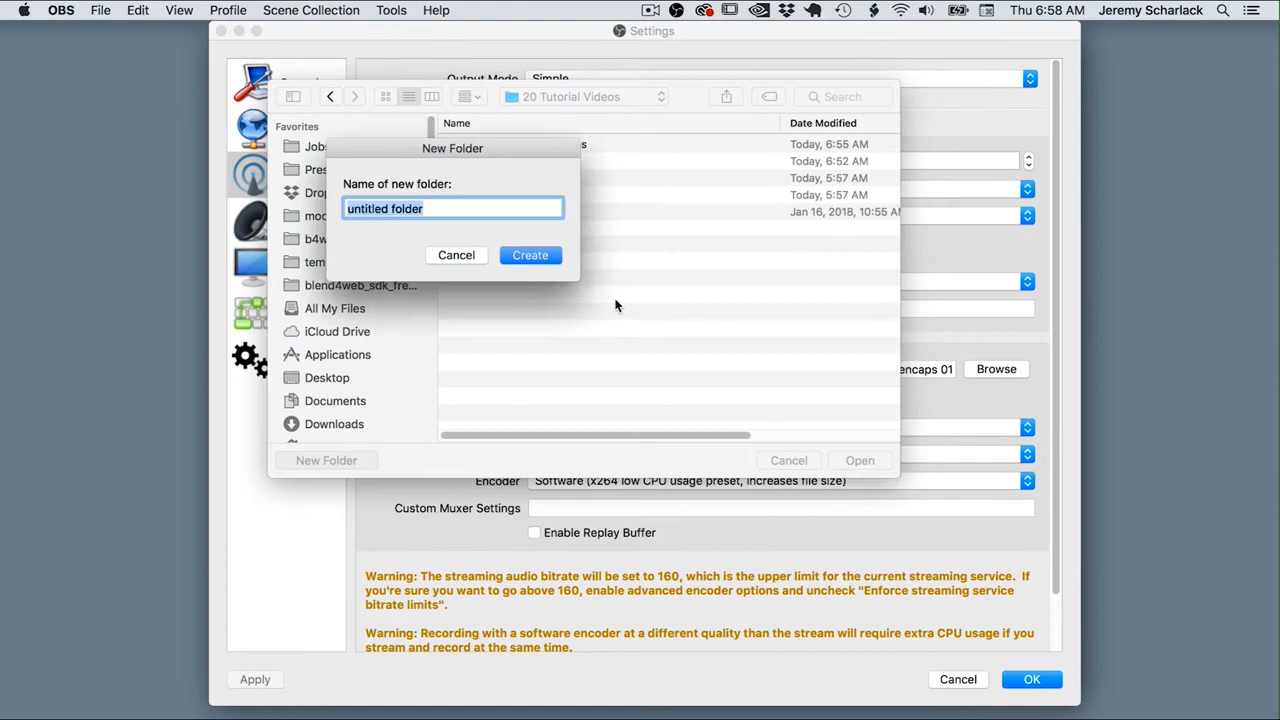 OBS File Edit View Profile Scene Collection Tools Help Thu 6:58 AM Jeremy Scharlack
Settings
Output Mode Simple
20 Tutorial Videos Search
Favorites Name Date Modified
New Folder
Name of new folder:
untitled folder
Cancel Create
Today, 6:55 AM
Today, 6:52 AM
Today, 5:57 AM
Today, 5:57 AM
Jan 16, 2018, 10:55 AM
blend4web_sdk_fre...
All My Files
iCloud Drive
Applications
Desktop
Documents
Downloads
encaps 01 Browse
New Folder Cancel Open
Encoder Software (x264 low CPU usage preset, increases file size)
Custom Muxer Settings
Enable Replay Buffer
Warning: The streaming audio bitrate will be set to 160, which is the upper limit for the current streaming service. If
you're sure you want to go above 160, enable advanced encoder options and uncheck "Enforce streaming service
bitrate limits".
Warning: Recording with a software encoder at a different quality than the stream will require extra CPU usage if you
stream and record at the same time.
Apply Cancel OK